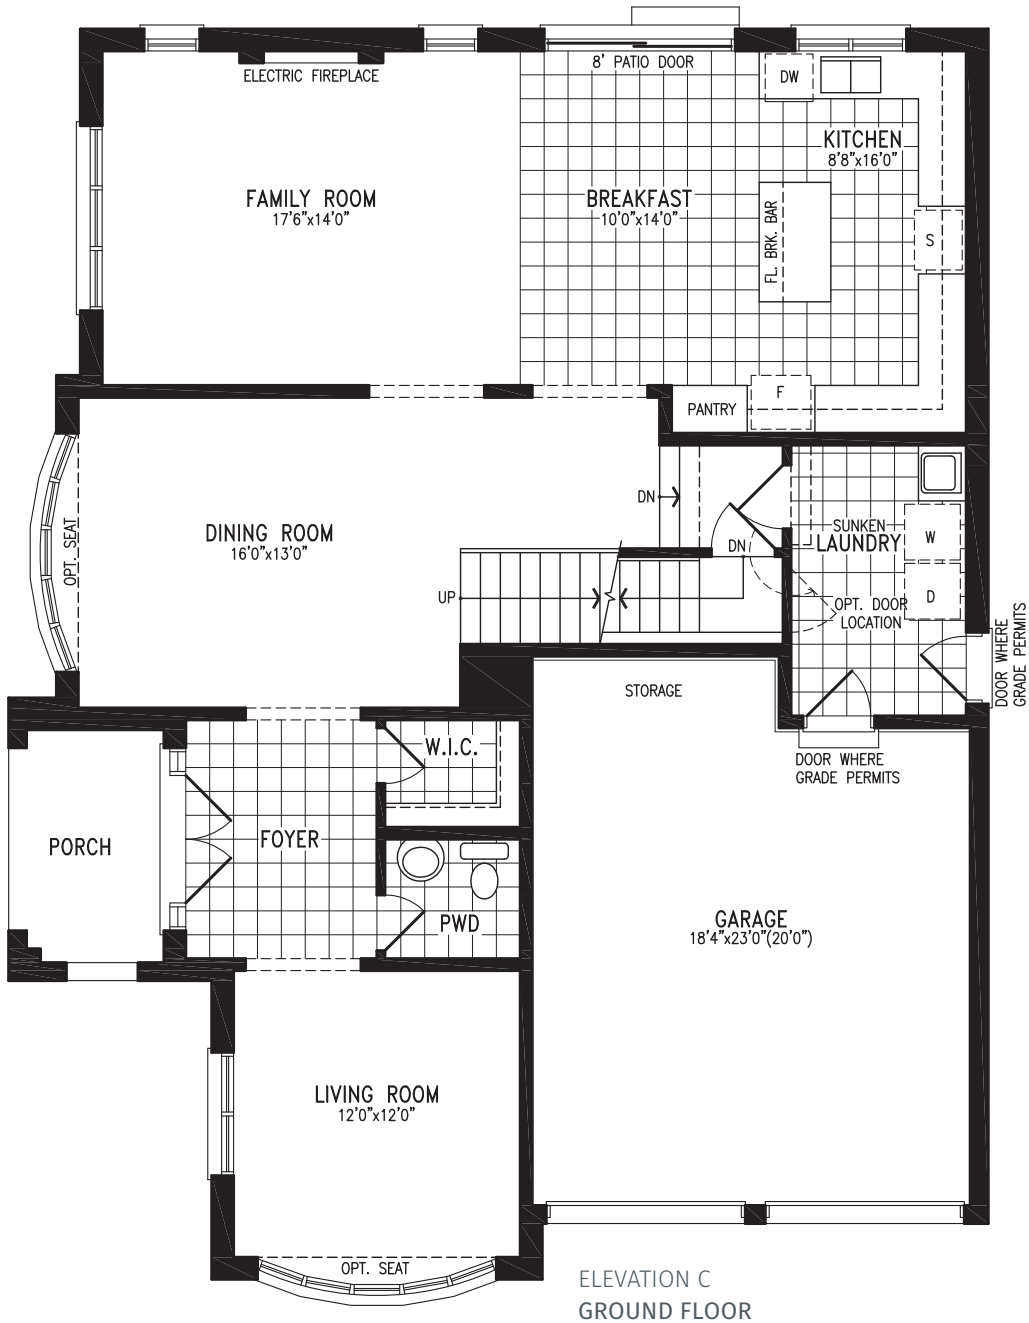 8' PATIO DOOR
DW
ELECTRIC FIREPLACE
KITCHEN
8'8"x16'0"
FAMILY ROOM
17'6"x14'0"
BREAKFAST
10'0"x14'0"
FL. BRK. BAR
S
F
PANTRY
DN
DINING ROOM
16'0"x13'0"
OPT. SEAT
SUNKEN
LAUNDRY
W
DN
UP
D
OPT. DOOR
LOCATION
DOOR WHERE
GRADE PERMITS
STORAGE
W.I.C.
DOOR WHERE
GRADE PERMITS
PORCH
FOYER
PWD
GARAGE
18'4"x23'0"(20'0")
LIVING ROOM
12'0"x12'0"
OPT. SEAT
ELEVATION C
GROUND FLOOR